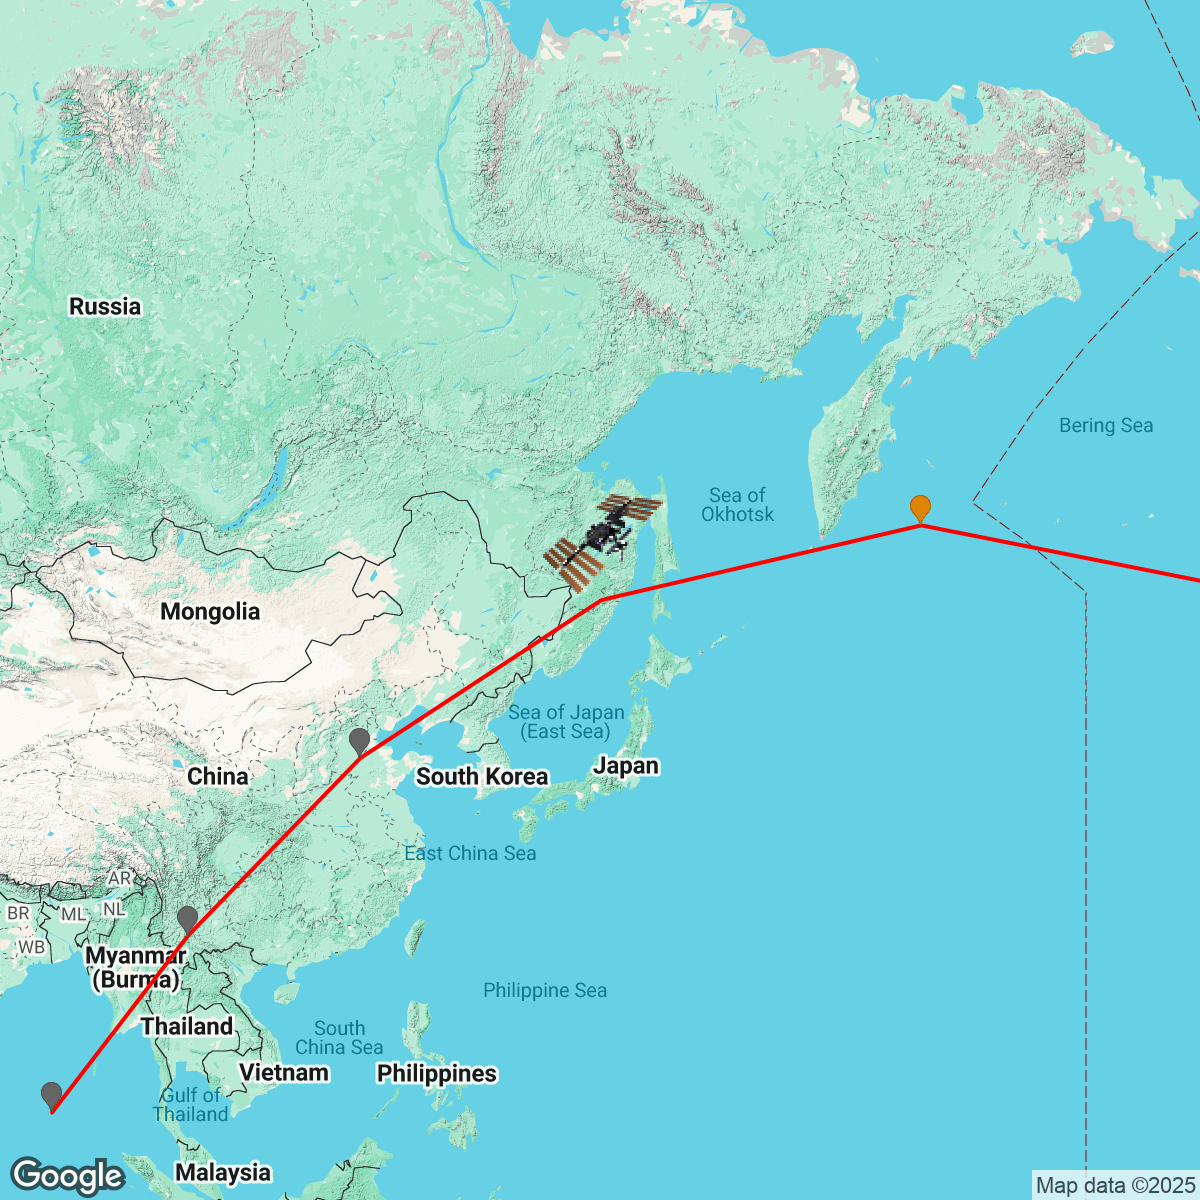 Russia
Bering Sea
Sea of
Okhotsk
Mongolia
Sea of Japan
(East Sea)
Japan
China
South Korea
East China Sea
AR
BR
ML
NL
WB
Myanmar
(Burma)
Philippine Sea
Thailand
South
China Sea
Vietnam
Philippines
Gulf of
Thailand
Malaysia
Google
Map data ©2025